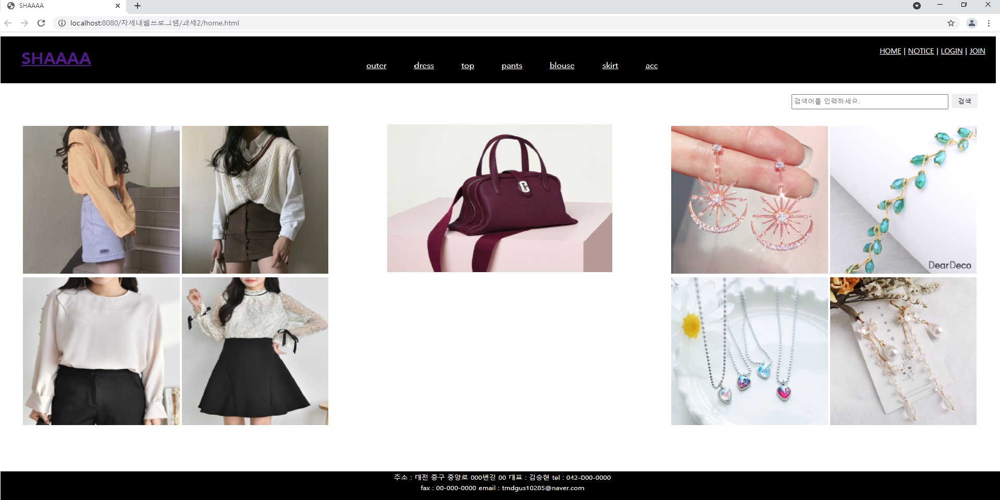 SHAAAA
localhost:8080/차세대웹프로그램/과제2/home.html
SHAAAA
HOME | NOTICE | LOGIN | JOIN
outer dress top pants blouse skirt acc
검색어를 입력하세요. 검색
DearDeco
주소 : 대전 중구 중앙로 000번길 00 대표 : 김승현 tel : 042-000-0000
fax : 00-000-0000 email : tmdgus10285@naver.com